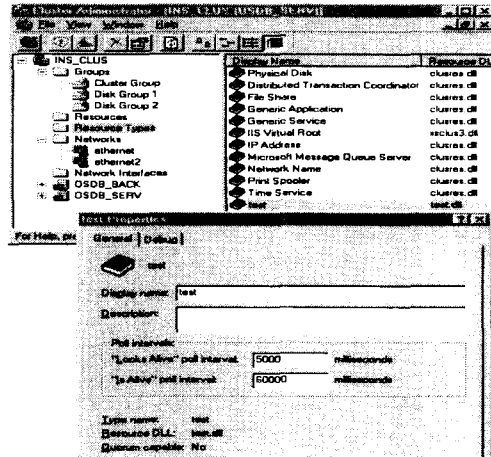 Cluster Administrator - [INS_CLUS (OSDB_SERV)]
File View Window Help
INS_CLUS
Groups
Cluster Group
Disk Group 1
Disk Group 2
Resources
Resource Types
Networks
ethernet
ethernet2
Network Interfaces
OSDB_BACK
OSDB_SERV
Display Name Resource DL
Physical Disk clusres.dll
Distributed Transaction Coordinator clusres.dll
File Share clusres.dll
Generic Application clusres.dll
Generic Service clusres.dll
IIS Virtual Root
IP Address clusres.dll
Microsoft Message Queue Server clusres.dll
Network Name clusres.dll
Print Spooler clusres.dll
Time Service clusres.dll
test test.dll
For Help, pre
test Properties
General Debug
test
Display name: test
Description:
Poll intervals:
"Looks Alive" poll interval: 5000 milliseconds
"Is Alive" poll interval: 60000 milliseconds
Type name: test
Resource DLL: test.dll
Quorum capable: No